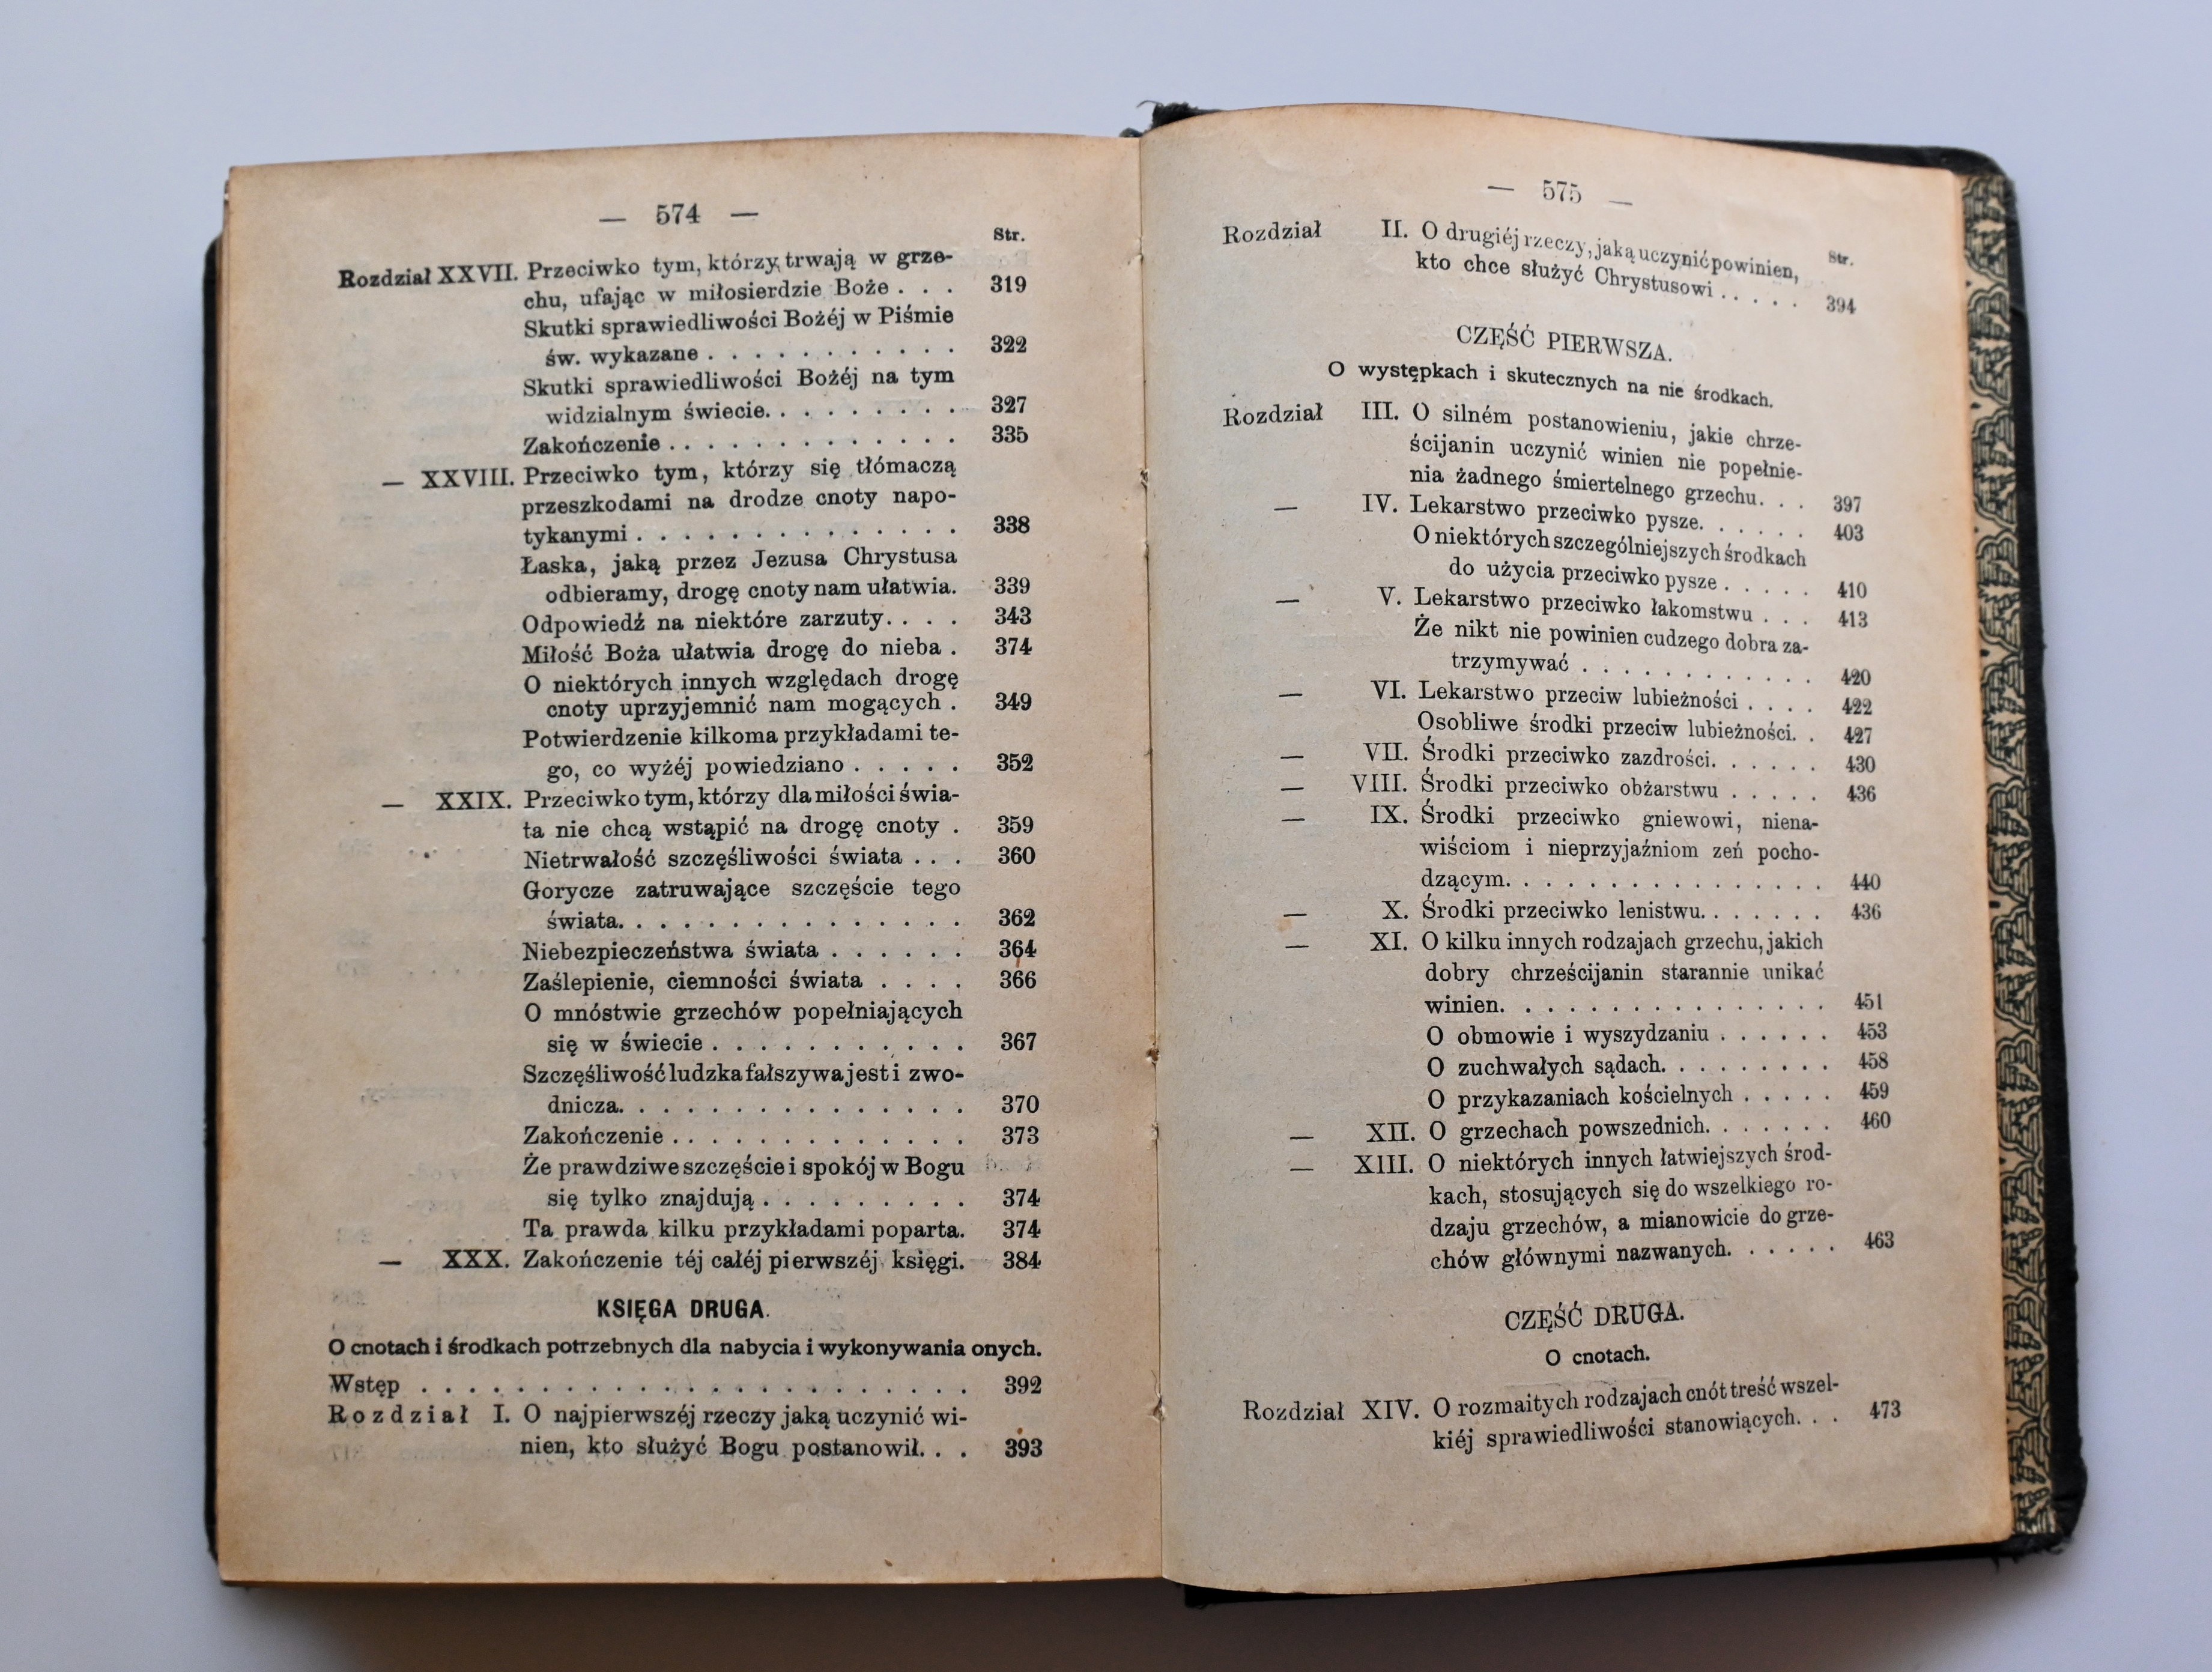 — 574 —
Str.
Rozdział XXVII. Przeciwko tym, którzy trwają w grze-
chu, ufając w miłosierdzie Boże . . . 319
Skutki sprawiedliwości Bożéj w Piśmie
św. wykazane . . . . . . . . . . . 322
Skutki sprawiedliwości Bożéj na tym
widzialnym świecie. . . . . . . . . 327
Zakończenie . . . . . . . . . . . . . 335
— XXVIII. Przeciwko tym, którzy się tłómaczą
przeszkodami na drodze cnoty napo-
tykanymi . . . . . . . . . . . . . . 338
Łaska, jaką przez Jezusa Chrystusa
odbieramy, drogę cnoty nam ułatwia. 339
Odpowiedź na niektóre zarzuty. . . . 343
Miłość Boża ułatwia drogę do nieba . 374
O niektórych innych względach drogę
cnoty uprzyjemnić nam mogących . 349
Potwierdzenie kilkoma przykładami te-
go, co wyżéj powiedziano . . . . . 352
— XXIX. Przeciwko tym, którzy dla miłości świa-
ta nie chcą wstąpić na drogę cnoty . 359
Nietrwałość szczęśliwości świata . . . 360
Gorycze zatruwające szczęście tego
świata. . . . . . . . . . . . . . . 362
Niebezpieczeństwa świata . . . . . . 364
Zaślepienie, ciemności świata . . . . 366
O mnóstwie grzechów popełniających
się w świecie . . . . . . . . . . . 367
Szczęśliwość ludzka fałszywa jest i zwo-
dnicza. . . . . . . . . . . . . . . 370
Zakończenie . . . . . . . . . . . . . 373
Że prawdziwe szczęście i spokój w Bogu
się tylko znajdują . . . . . . . . . 374
Ta prawda kilku przykładami poparta. 374
— XXX. Zakończenie téj całéj pierwszéj księgi. 384
KSIĘGA DRUGA.
O cnotach i środkach potrzebnych dla nabycia i wykonywania onych.
Wstęp . . . . . . . . . . . . . . . . . . . . . . . 392
Rozdział I. O najpierwszéj rzeczy jaką uczynić wi-
nien, kto służyć Bogu postanowił. . . 393
— 575 —
Str.
Rozdział II. O drugiéj rzeczy, jaką uczynić powinien,
kto chce służyć Chrystusowi . . . . . 394
CZĘŚĆ PIERWSZA.
O występkach i skutecznych na nie środkach.
Rozdział III. O silném postanowieniu, jakie chrze-
ścijanin uczynić winien nie popełnie-
nia żadnego śmiertelnego grzechu. . . 397
— IV. Lekarstwo przeciwko pysze. . . . . . 403
O niektórych szczególniejszych środkach
do użycia przeciwko pysze . . . . . 410
— V. Lekarstwo przeciwko łakomstwu . . . 413
Że nikt nie powinien cudzego dobra za-
trzymywać . . . . . . . . . . . . 420
— VI. Lekarstwo przeciw lubieżności . . . . 422
Osobliwe środki przeciw lubieżności. . 427
— VII. Środki przeciwko zazdrości. . . . . . 430
— VIII. Środki przeciwko obżarstwu . . . . . 436
— IX. Środki przeciwko gniewowi, niena-
wiściom i nieprzyjaźniom zeń pocho-
dzącym. . . . . . . . . . . . . . . . 440
— X. Środki przeciwko lenistwu. . . . . . . 436
— XI. O kilku innych rodzajach grzechu, jakich
dobry chrześcijanin starannie unikać
winien. . . . . . . . . . . . . . . . 451
O obmowie i wyszydzaniu . . . . . . 453
O zuchwałych sądach. . . . . . . . . 458
O przykazaniach kościelnych . . . . . 459
— XII. O grzechach powszednich. . . . . . . 460
— XIII. O niektórych innych łatwiejszych środ-
kach, stosujących się do wszelkiego ro-
dzaju grzechów, a mianowicie do grze-
chów głównymi nazwanych. . . . . . 463
CZĘŚĆ DRUGA.
O cnotach.
Rozdział XIV. O rozmaitych rodzajach cnót treść wszel-
kiéj sprawiedliwości stanowiących. . . 473